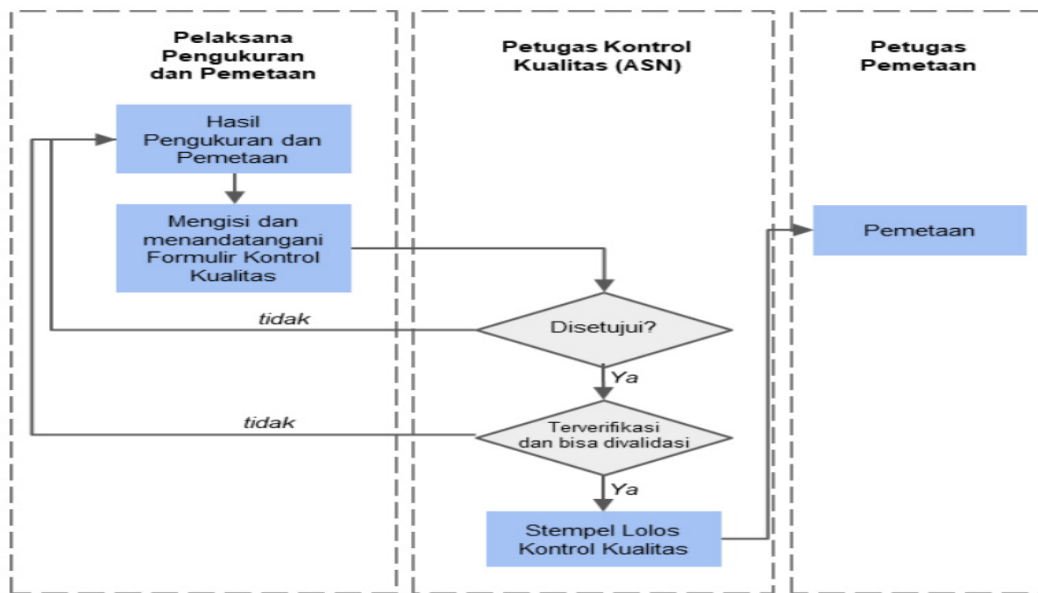 Pelaksana
Pengukuran
dan Pemetaan
Petugas Kontrol
Kualitas (ASN)
Petugas
Pemetaan
Hasil
Pengukuran dan
Pemetaan
Mengisi dan
menandatangani
Formulir Kontrol
Kualitas
Pemetaan
tidak
Disetujui?
Ya
tidak
Terverifikasi
dan bisa divalidasi
Ya
Stempel Lolos
Kontrol Kualitas